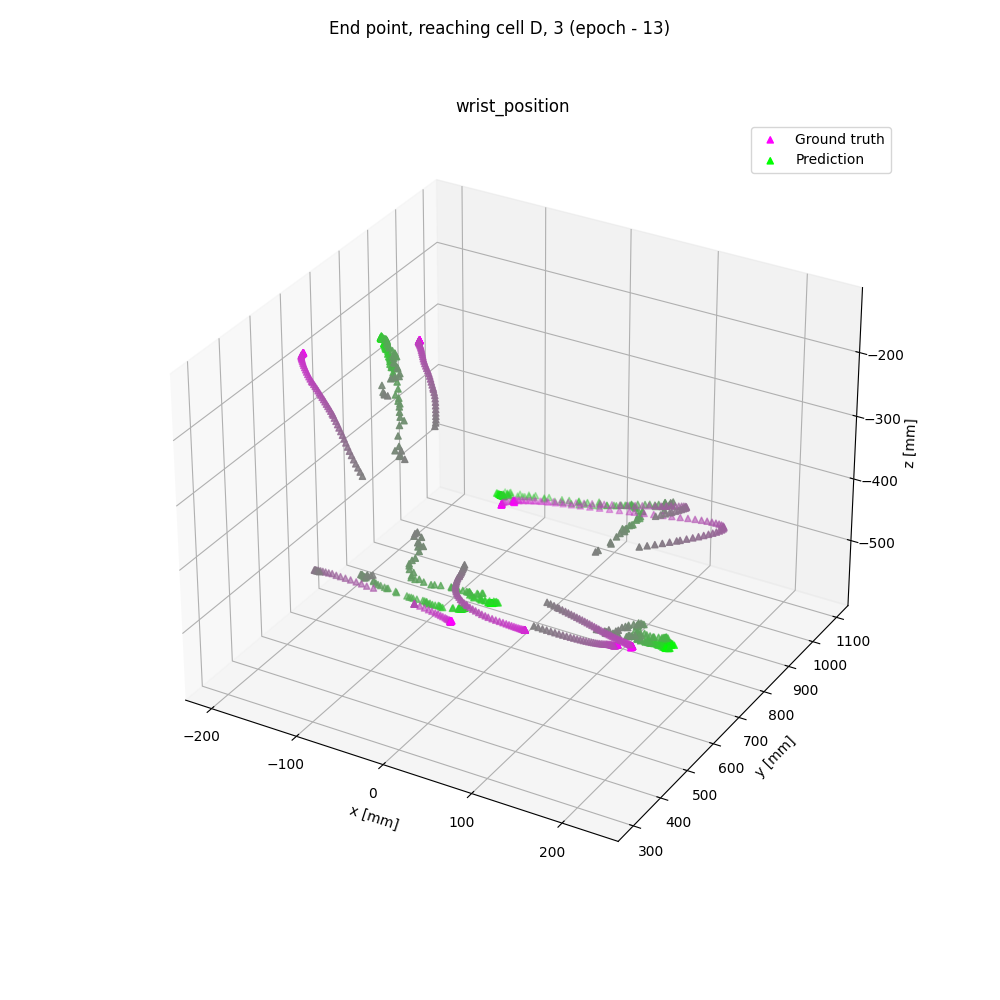 End point, reaching cell D, 3 (epoch - 13)
wrist_position
Ground truth
Prediction
−200
−300
−400
−500
z [mm]
1100
1000
900
800
700
600
500
400
300
y [mm]
−200
−100
0
100
200
x [mm]